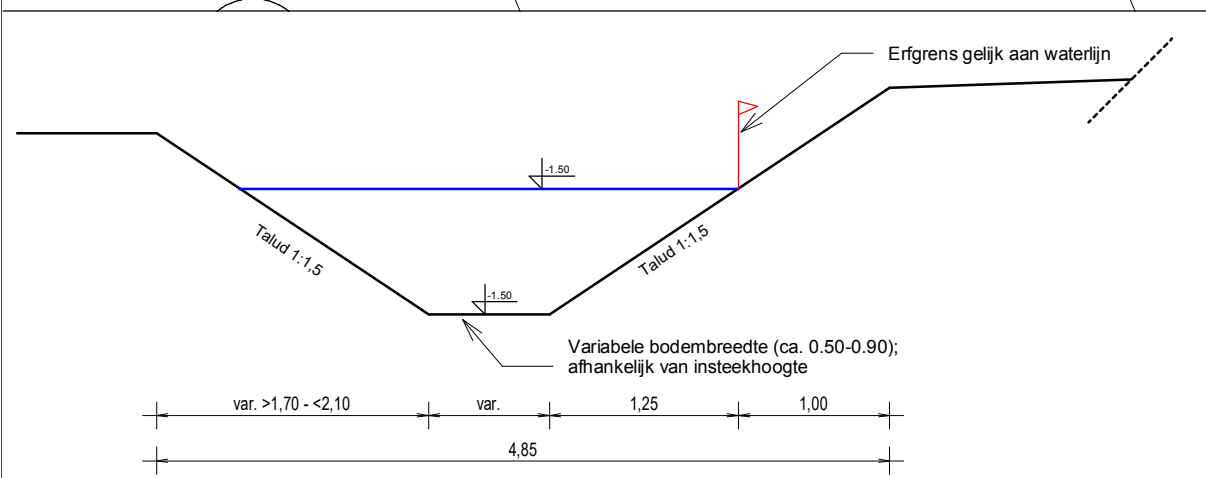 Erfgrens gelijk aan waterlijn
-1.50
Talud 1:1,5
Talud 1:1,5
-1.50
Variabele bodembreedte (ca. 0.50-0.90);
afhankelijk van insteekhoogte
var. >1,70 - <2,10
var.
1,25
1,00
4,85